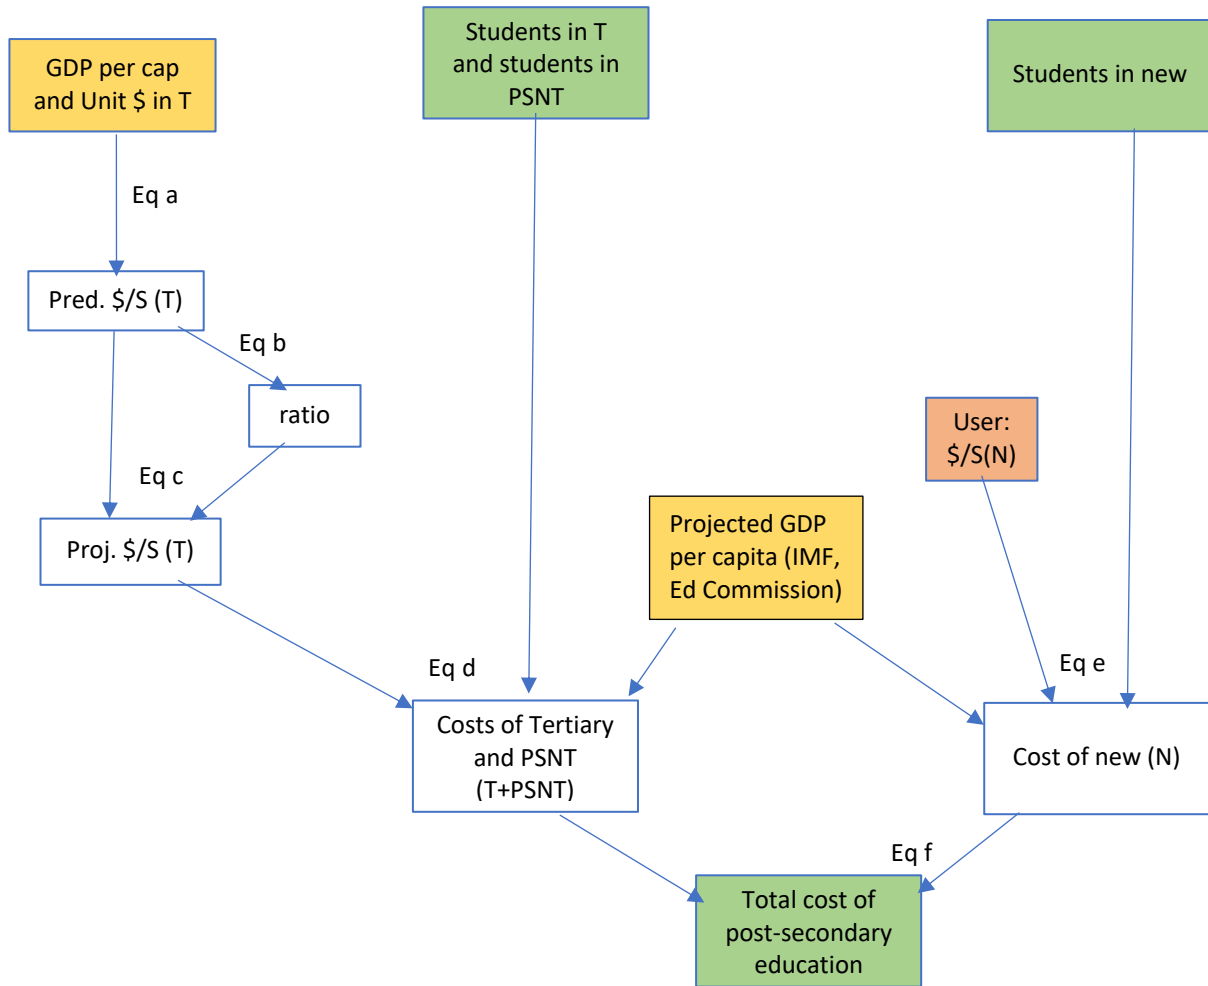 Students in T
and students in
PSNT
GDP per cap
and Unit $ in T
Students in new
Eq a
Pred. $/S (T)
Eq b
ratio
User:
$/S(N)
Eq c
Proj. $/S (T)
Projected GDP
per capita (IMF,
Ed Commission)
Eq d
Eq e
Costs of Tertiary
and PSNT
(T+PSNT)
Cost of new (N)
Eq f
Total cost of
post-secondary
education